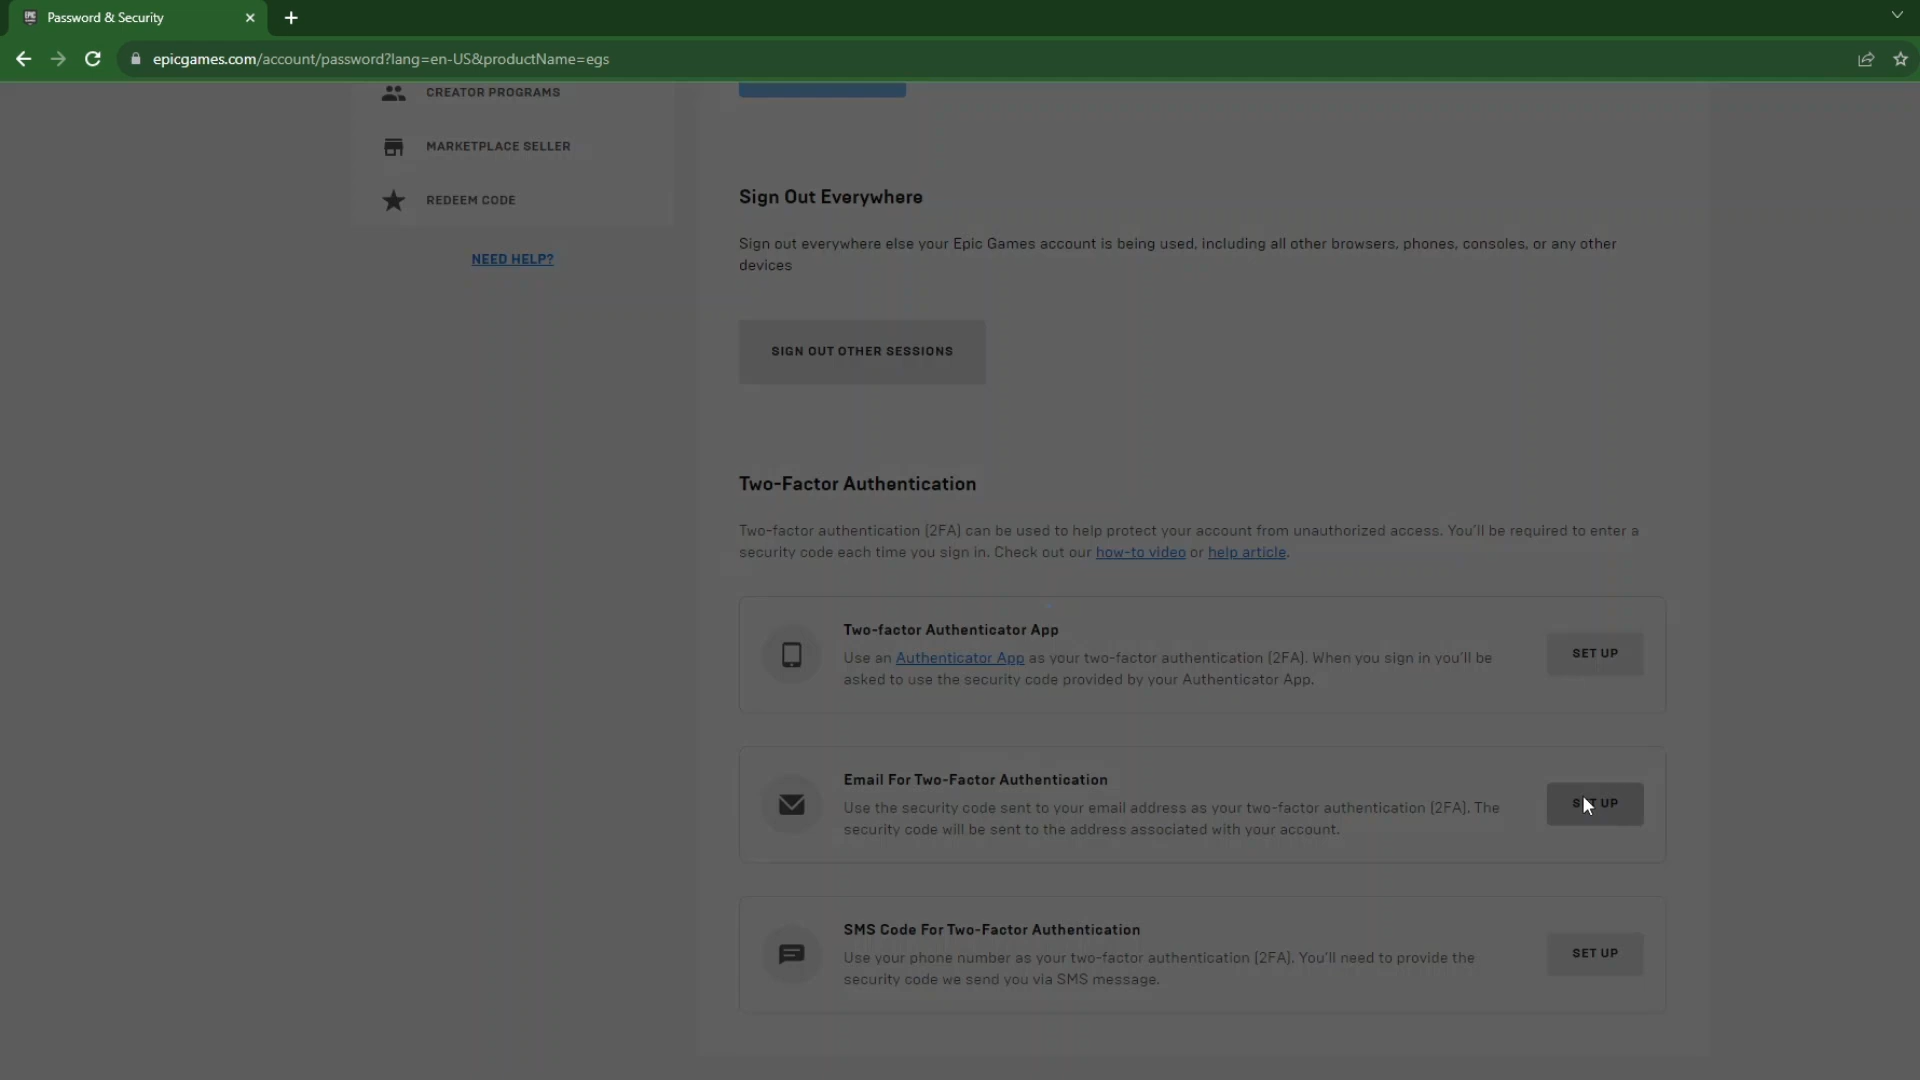 Password & Security
epicgames.com/account/password?lang=en-US&productName=egs
CREATOR PROGRAMS
MARKETPLACE SELLER
REDEEM CODE
NEED HELP?
Sign Out Everywhere
Sign out everywhere else your Epic Games account is being used, including all other browsers, phones, consoles, or any other
devices
SIGN OUT OTHER SESSIONS
Two-Factor Authentication
Two-factor authentication (2FA) can be used to help protect your account from unauthorized access. You'll be required to enter a
security code each time you sign in. Check out our how-to video or help article.
Two-factor Authenticator App
Use an Authenticator App as your two-factor authentication (2FA). When you sign in you'll be
asked to use the security code provided by your Authenticator App.
SET UP
Email For Two-Factor Authentication
Use the security code sent to your email address as your two-factor authentication (2FA). The
security code will be sent to the address associated with your account.
SET UP
SMS Code For Two-Factor Authentication
Use your phone number as your two-factor authentication (2FA). You'll need to provide the
security code we send you via SMS message.
SET UP